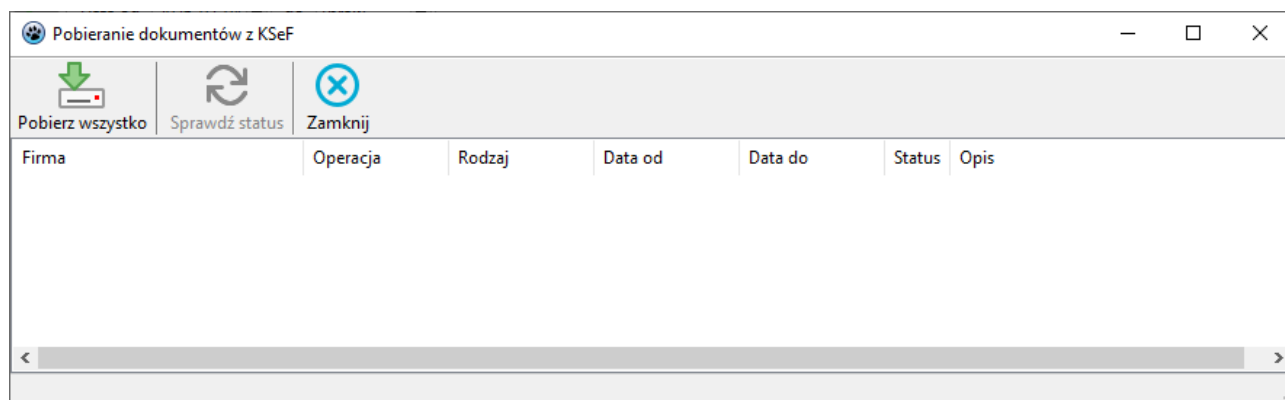 Pobieranie dokumentów z KSeF
Pobierz wszystko Sprawdź status Zamknij
Firma Operacja Rodzaj Data od Data do Status Opis